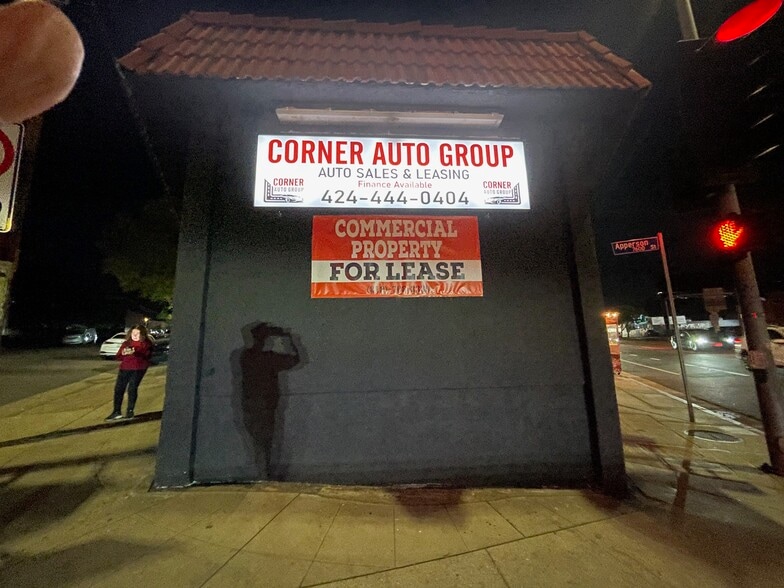 CORNER AUTO GROUP
AUTO SALES & LEASING
Finance Available
424-444-0404
CORNER
AUTO GROUP
CORNER
AUTO GROUP
COMMERCIAL
PROPERTY
FOR LEASE
Apperson St